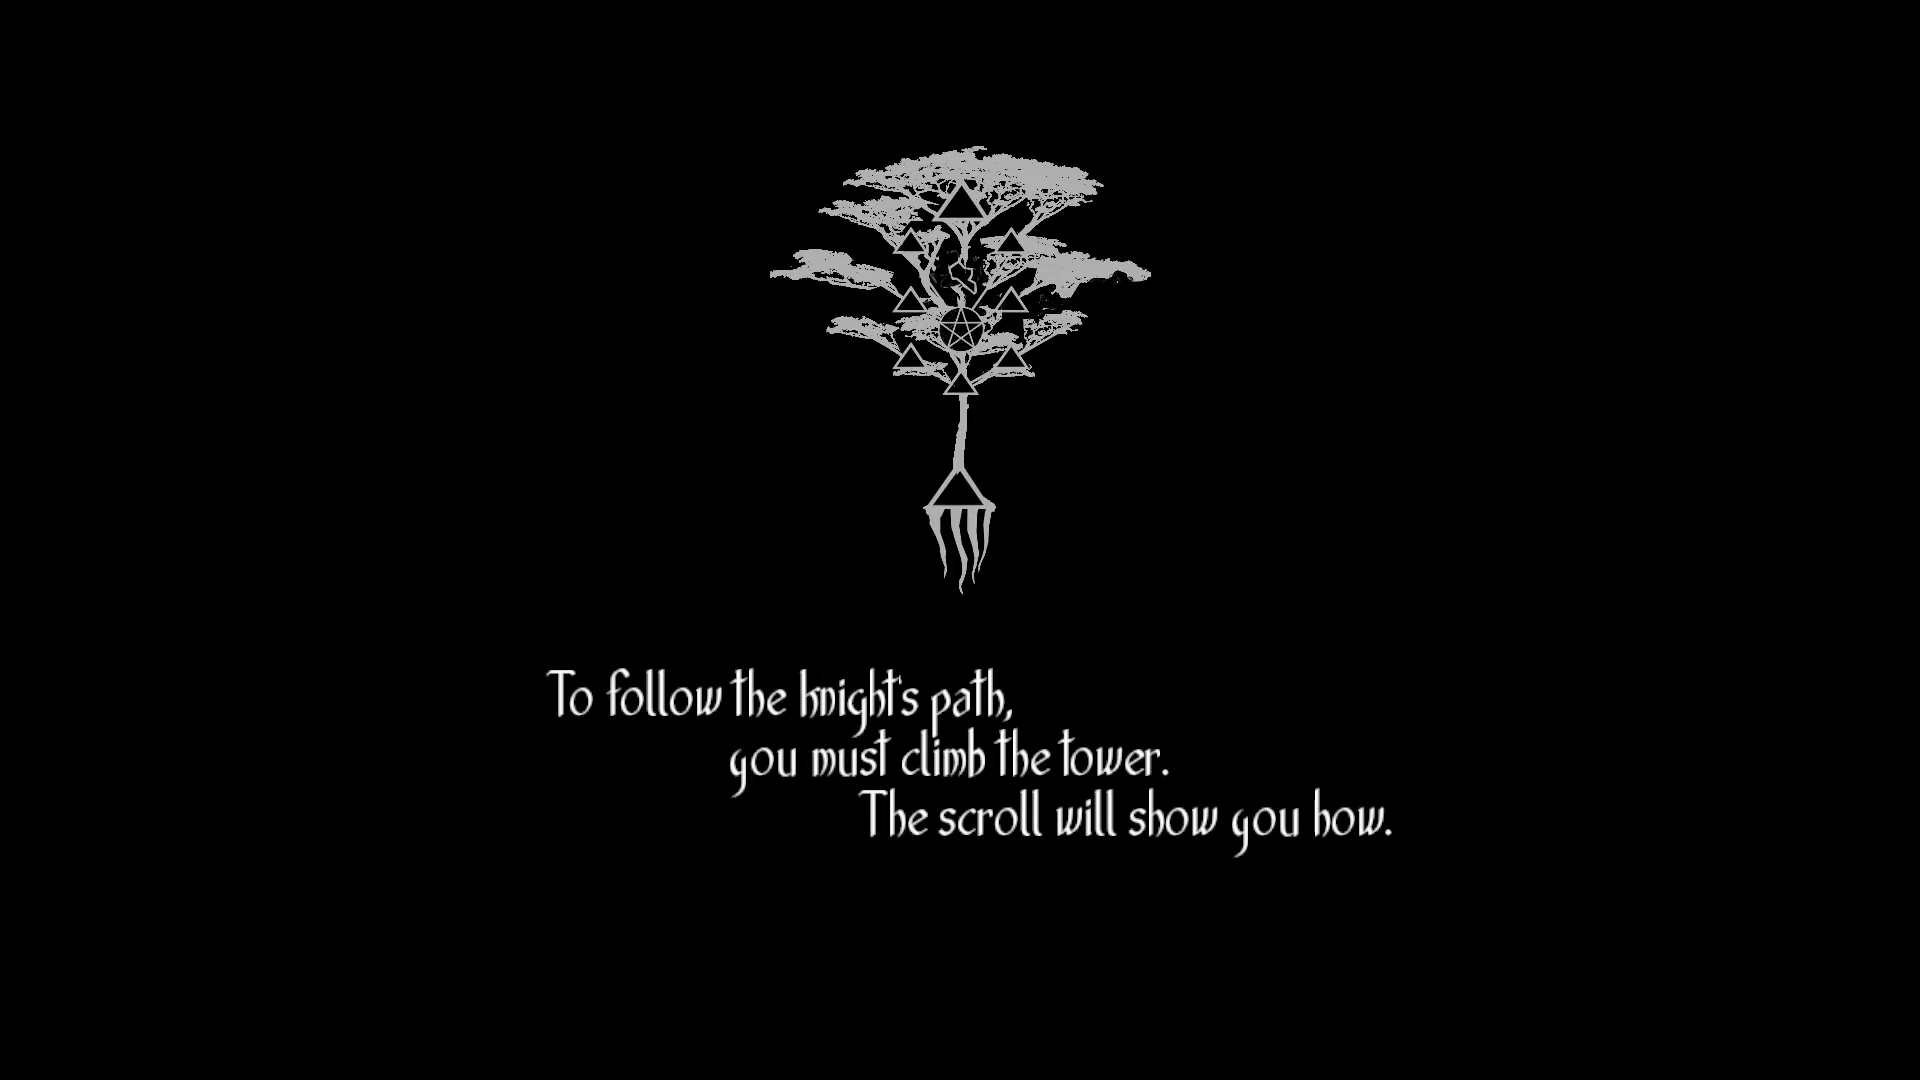 To follow the knight's path,
you must climb the tower.
The scroll will show you how.